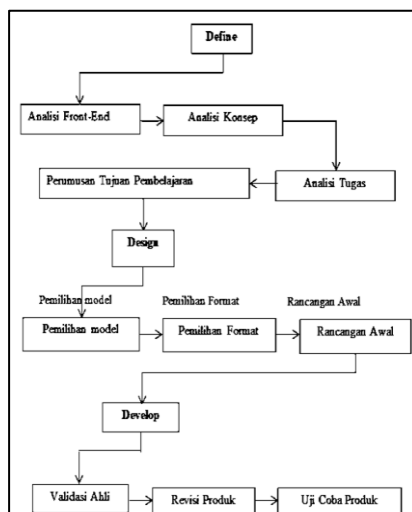 Define
Analisi Front-End
Analisi Konsep
Perumusan Tujuan Pembelajaran
Analisi Tugas
Design
Pemilihan model
Pemilihan Format
Rancangan Awal
Pemilihan model
Pemilihan Format
Rancangan Awal
Develop
Validasi Ahli
Revisi Produk
Uji Coba Produk